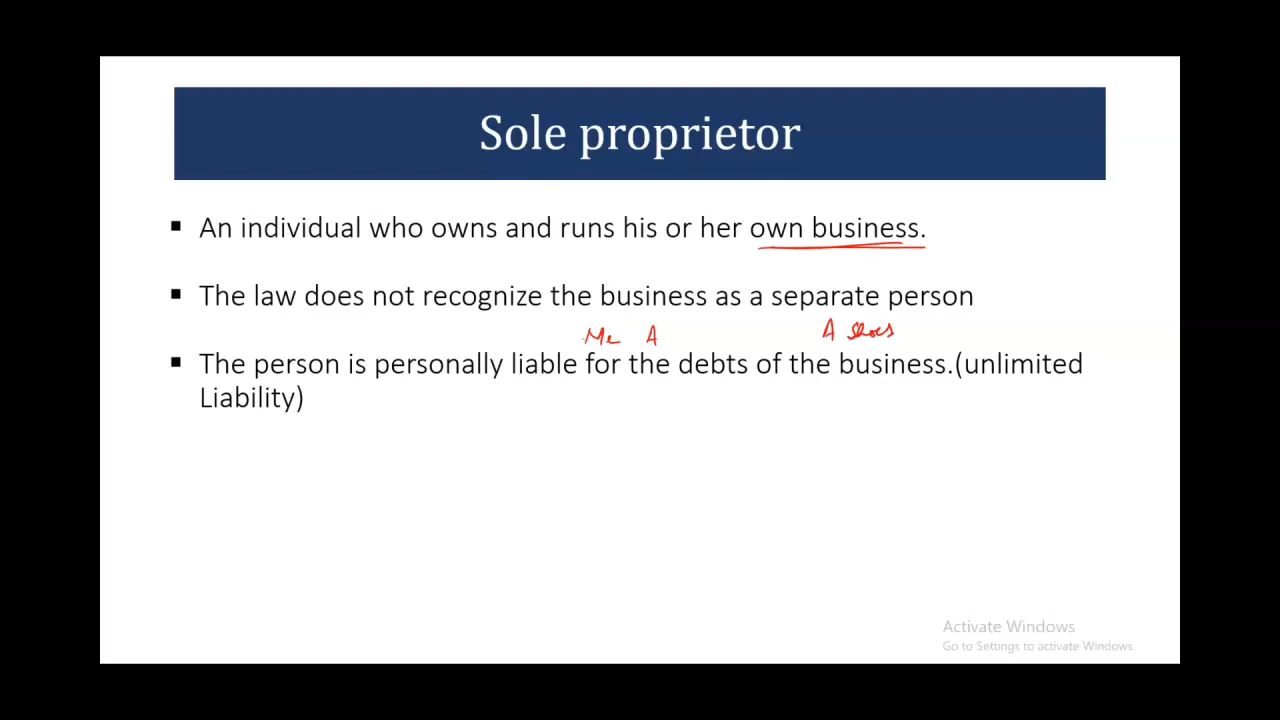 Sole proprietor
▪ An individual who owns and runs his or her own business.
▪ The law does not recognize the business as a separate person
Mr A A Shoes
▪ The person is personally liable for the debts of the business.(unlimited
Liability)
Activate Windows
Go to Settings to activate Windows.